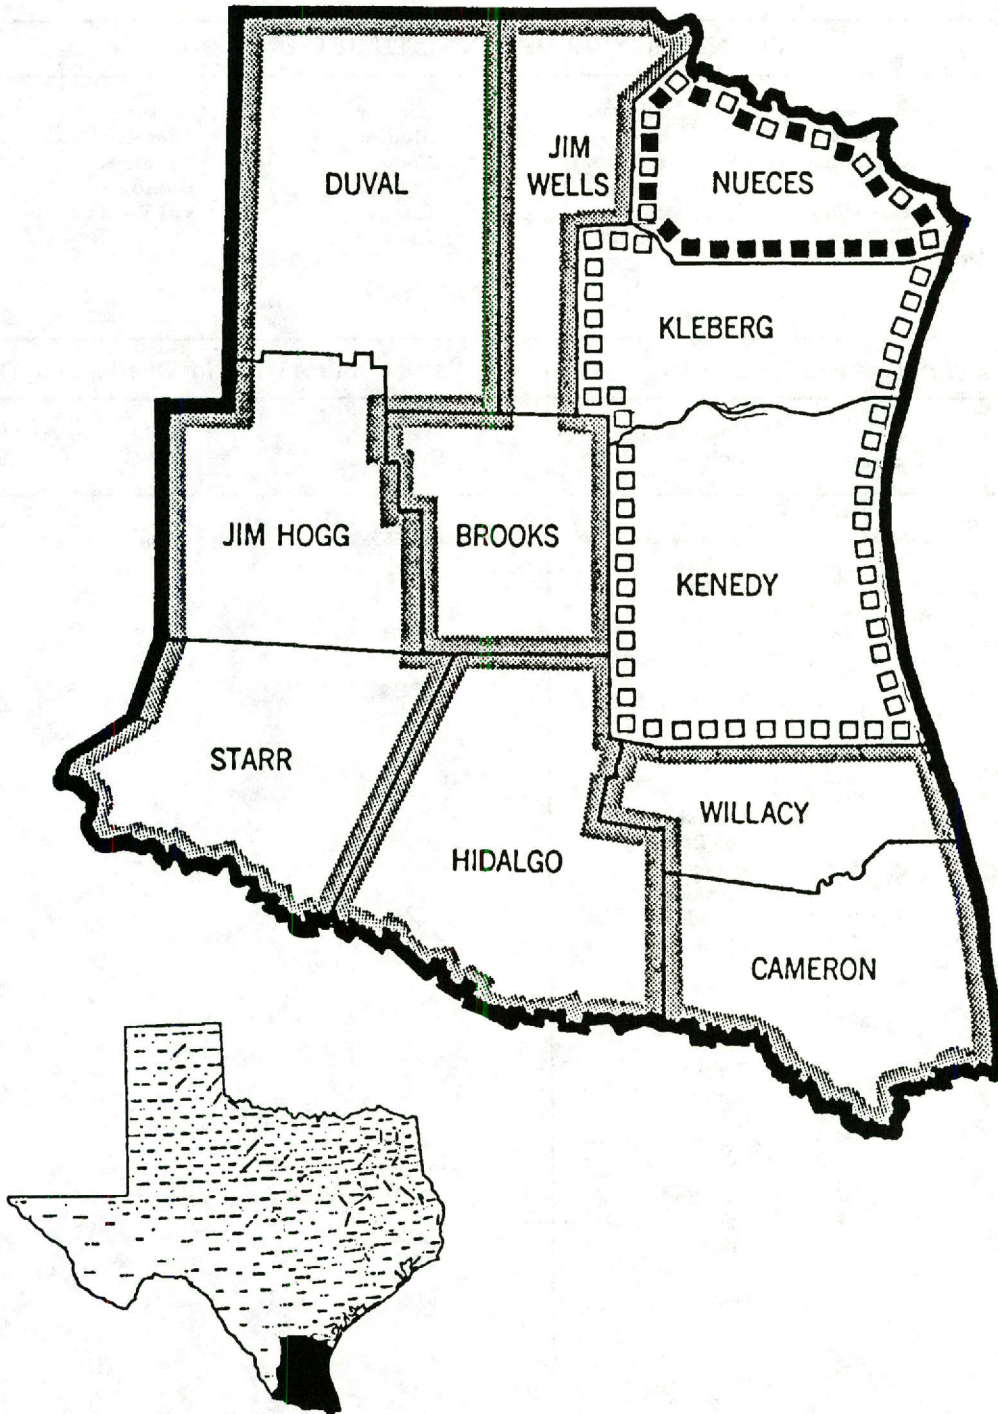 DUVAL
JIM
WELLS
NUECES
KLEBERG
JIM HOGG
BROOKS
KENEDY
STARR
WILLACY
HIDALGO
CAMERON